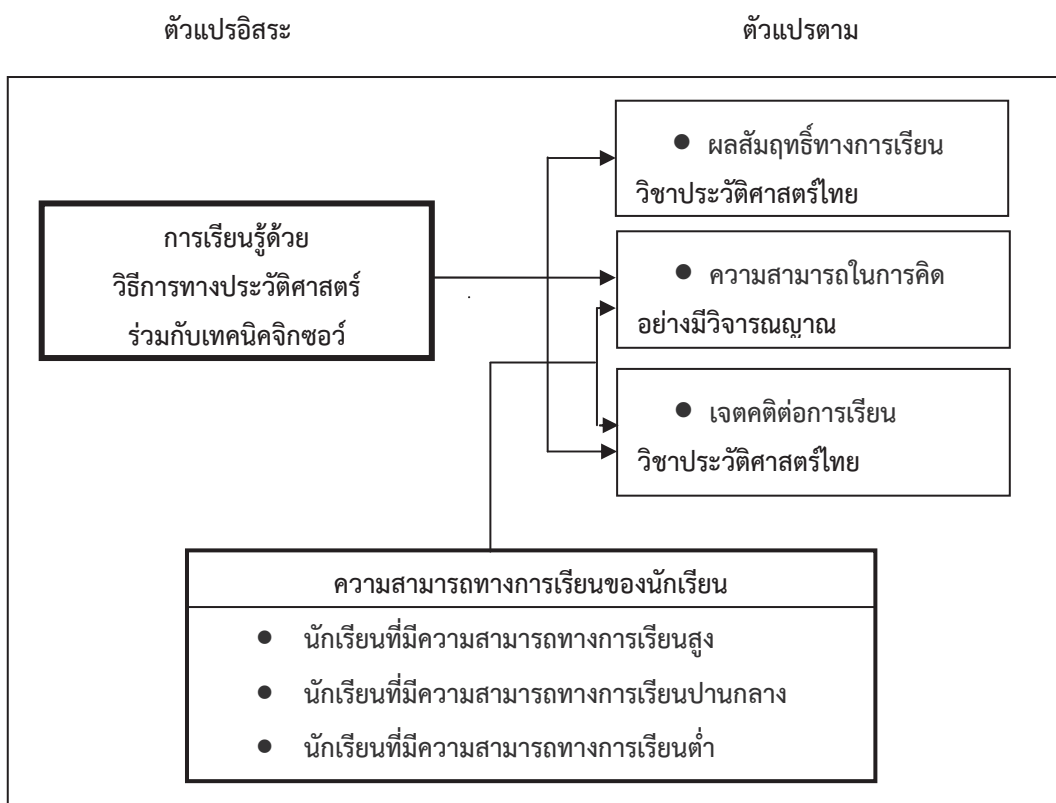 ตัวแปรอิสระ
ตัวแปรตาม
● ผลสัมฤทธิ์ทางการเรียน
วิชาประวัติศาสตร์ไทย
การเรียนรู้ด้วย
วิธีการทางประวัติศาสตร์
ร่วมกับเทคนิคจิกซอว์
● ความสามารถในการคิด
อย่างมีวิจารณญาณ
● เจตคติต่อการเรียน
วิชาประวัติศาสตร์ไทย
ความสามารถทางการเรียนของนักเรียน
● นักเรียนที่มีความสามารถทางการเรียนสูง
● นักเรียนที่มีความสามารถทางการเรียนปานกลาง
● นักเรียนที่มีความสามารถทางการเรียนต่ำ